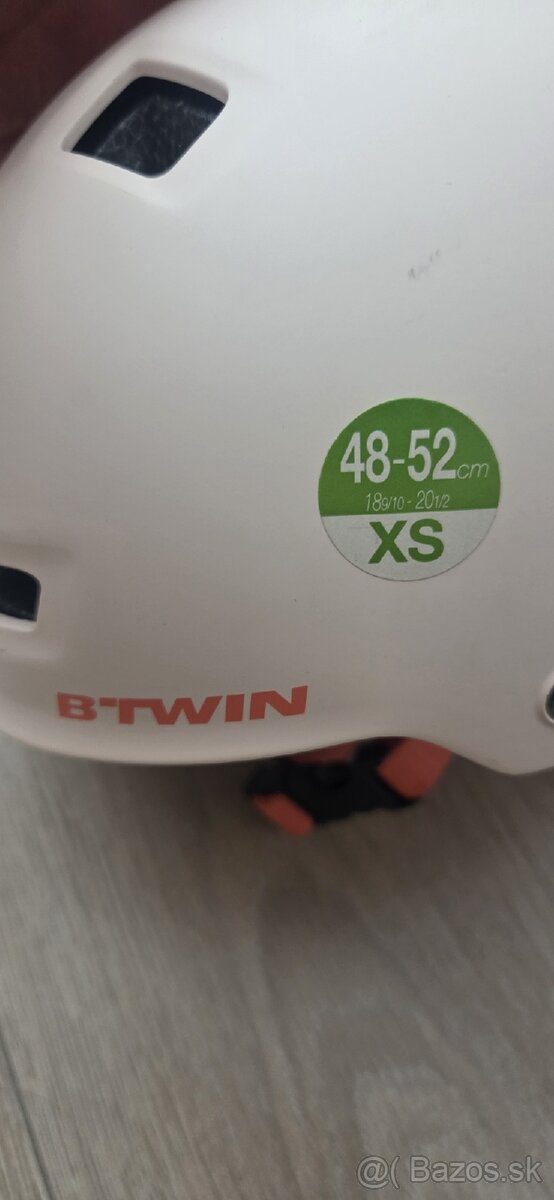 48-52cm
189/10 - 201/2
XS
B'TWIN
@( Bazos.sk